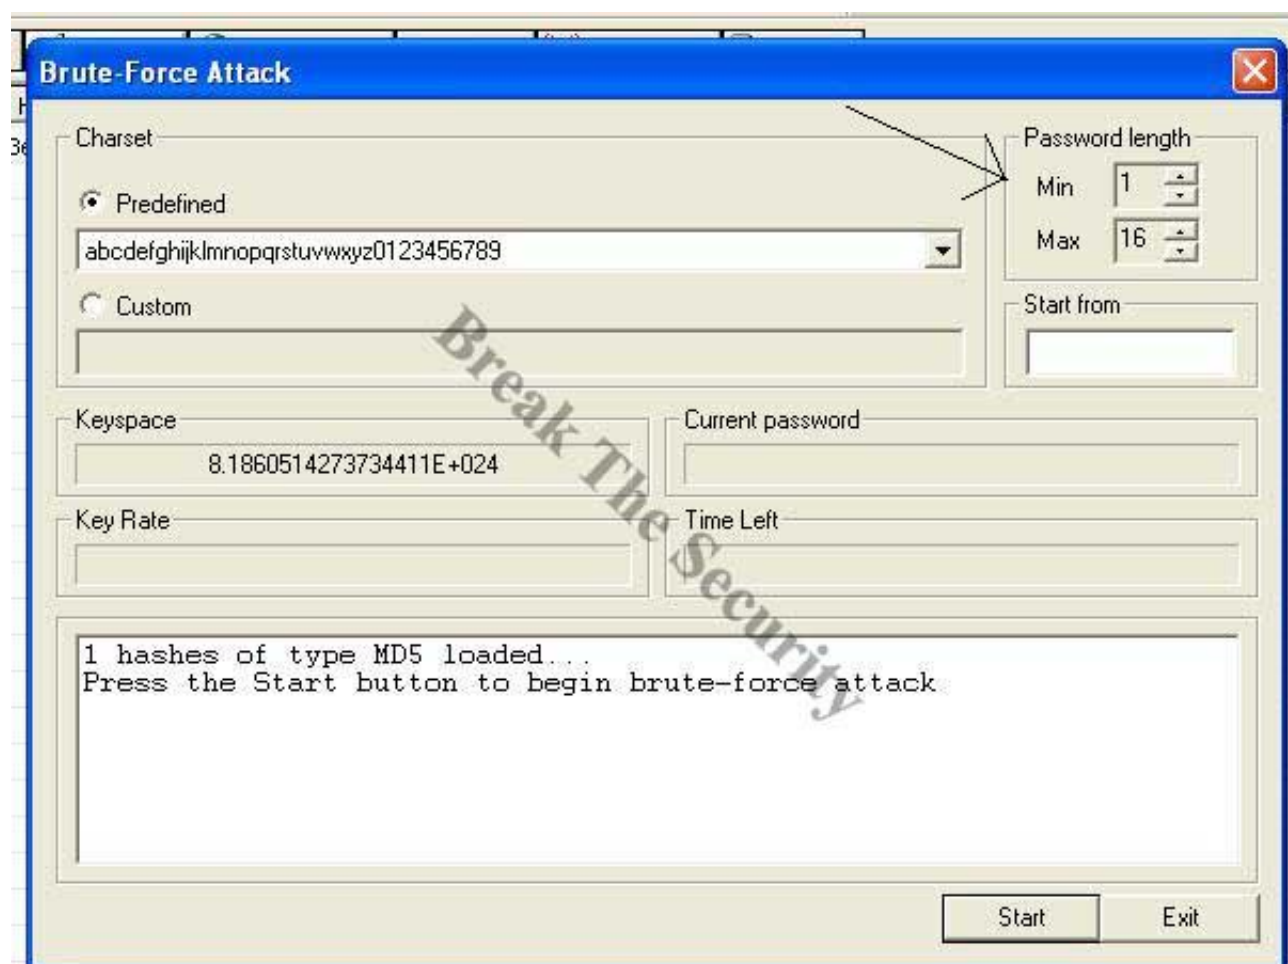 Brute-Force Attack
Charset
Password length
Predefined
Min 1
abcdefghijklmnopqrstuvwxyz0123456789
Max 16
Custom
Start from
Keyspace
Current password
8.1860514273734411E+024
Key Rate
Time Left
1 hashes of type MD5 loaded...
Press the Start button to begin brute-force attack
Break The Security
Start
Exit